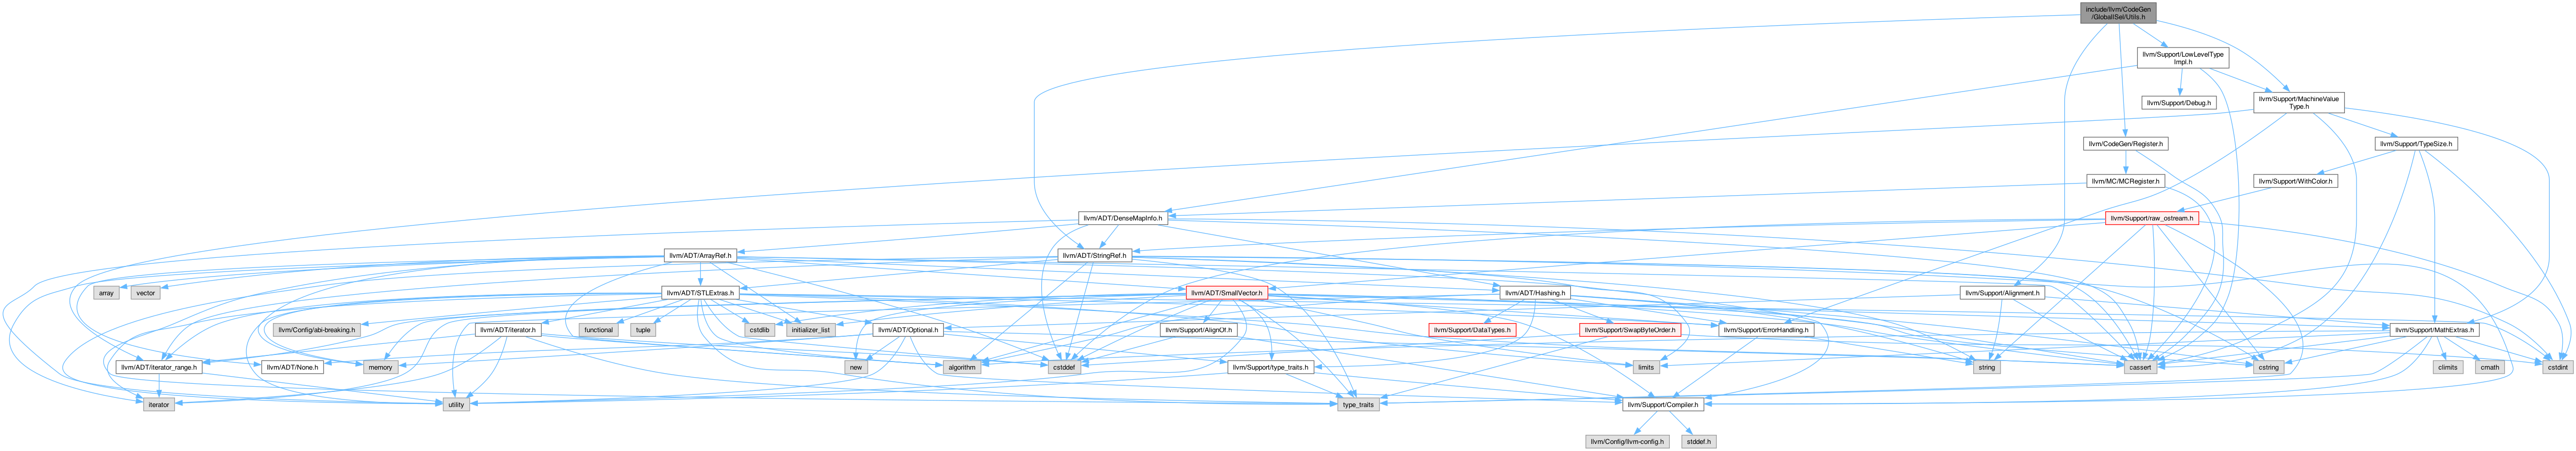 include/llvm/CodeGen
/GlobalISel/Utils.h
llvm/Support/LowLevelType
Impl.h
llvm/Support/Debug.h
llvm/Support/MachineValue
Type.h
llvm/CodeGen/Register.h
llvm/Support/TypeSize.h
llvm/MC/MCRegister.h
llvm/Support/WithColor.h
llvm/ADT/DenseMapInfo.h
llvm/Support/raw_ostream.h
llvm/ADT/ArrayRef.h
llvm/ADT/StringRef.h
array
vector
llvm/ADT/STLExtras.h
llvm/ADT/SmallVector.h
llvm/ADT/Hashing.h
llvm/Support/Alignment.h
llvm/Config/abi-breaking.h
llvm/ADT/iterator.h
functional
tuple
cstdlib
initializer_list
llvm/ADT/Optional.h
llvm/Support/AlignOf.h
llvm/Support/DataTypes.h
llvm/Support/SwapByteOrder.h
llvm/Support/ErrorHandling.h
llvm/Support/MathExtras.h
llvm/ADT/iterator_range.h
llvm/ADT/None.h
memory
new
algorithm
cstddef
llvm/Support/type_traits.h
limits
string
cassert
cstring
climits
cmath
cstdint
iterator
utility
type_traits
llvm/Support/Compiler.h
llvm/Config/llvm-config.h
stddef.h